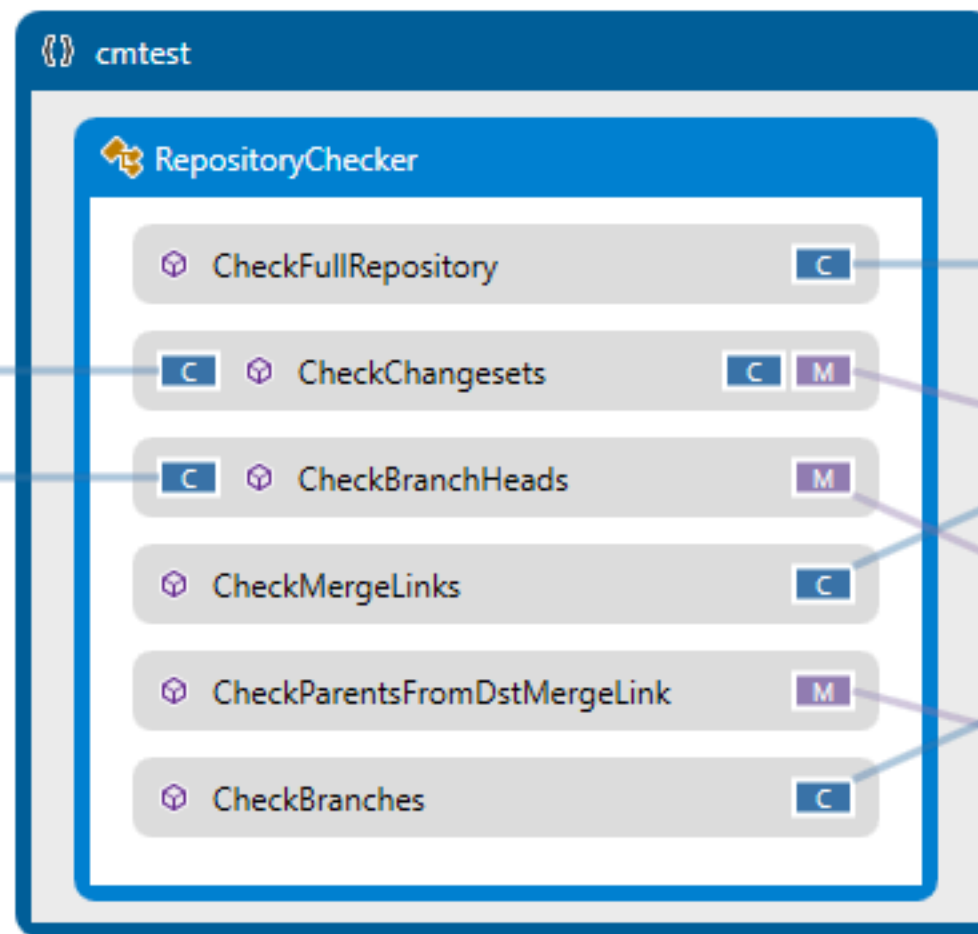 {} cmtest
RepositoryChecker
CheckFullRepository C
C CheckChangesets C M
C CheckBranchHeads M
CheckMergeLinks C
CheckParentsFromDstMergeLink M
CheckBranches C